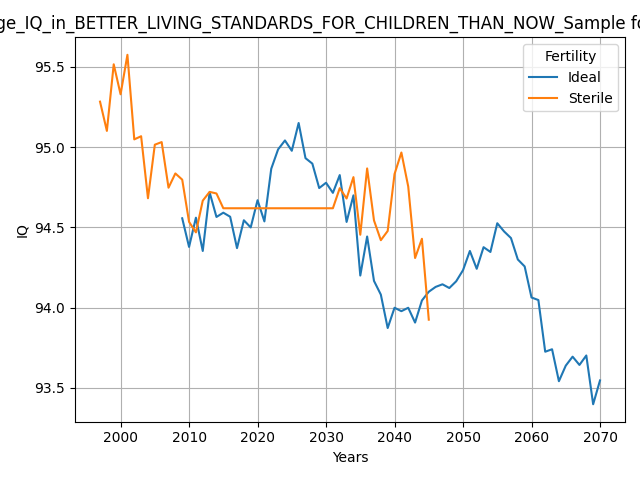 ge_IQ_in_BETTER_LIVING_STANDARDS_FOR_CHILDREN_THAN_NOW_Sample fo
Fertility
Ideal
Sterile
95.5
95.0
94.5
94.0
93.5
IQ
2000 2010 2020 2030 2040 2050 2060 2070
Years